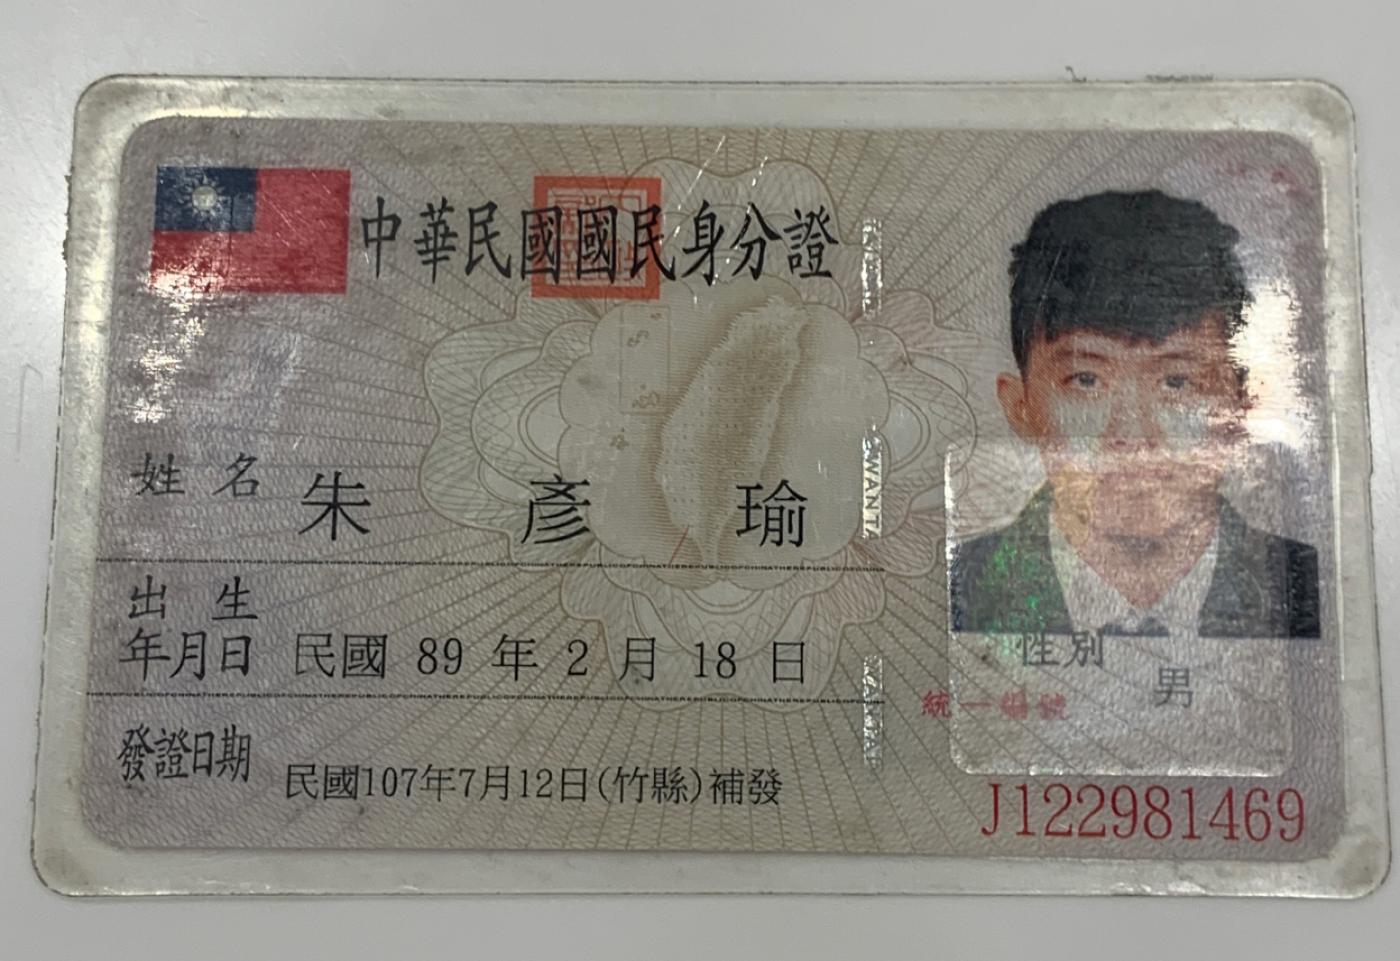 中華民國國民身分證
姓名 朱彥瑜
出生
年月日 民國 89 年 2 月 18 日
性別 男
發證日期 民國107年7月12日(竹縣)補發
統一編號
J122981469